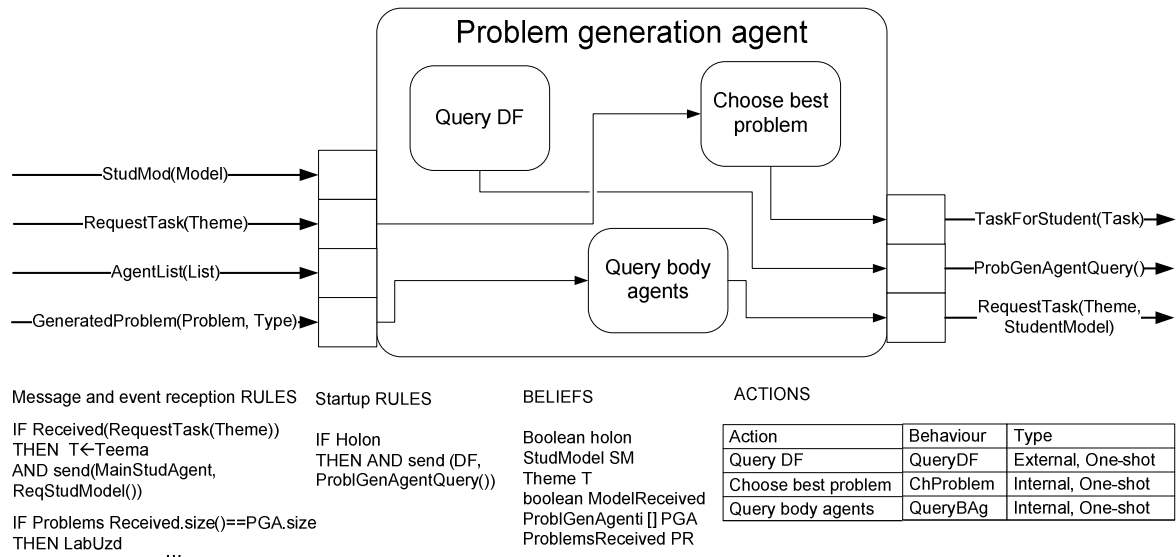 Problem generation agent
Query DF
Choose best
problem
StudMod(Model)
RequestTask(Theme)
AgentList(List)
GeneratedProblem(Problem, Type)
Query body
agents
TaskForStudent(Task)
ProbGenAgentQuery()
RequestTask(Theme,
StudentModel)
Message and event reception RULES
IF Received(RequestTask(Theme))
THEN T←Teema
AND send(MainStudAgent,
ReqStudModel())
IF Problems Received.size()==PGA.size
THEN LabUzd
...
Startup RULES
IF Holon
THEN AND send (DF,
ProblGenAgentQuery())
BELIEFS
Boolean holon
StudModel SM
Theme T
boolean ModelReceived
ProblGenAgenti [] PGA
ProblemsReceived PR
ACTIONS
Action Behaviour Type
Query DF QueryDF External, One-shot
Choose best problem ChProblem Internal, One-shot
Query body agents QueryBAg Internal, One-shot